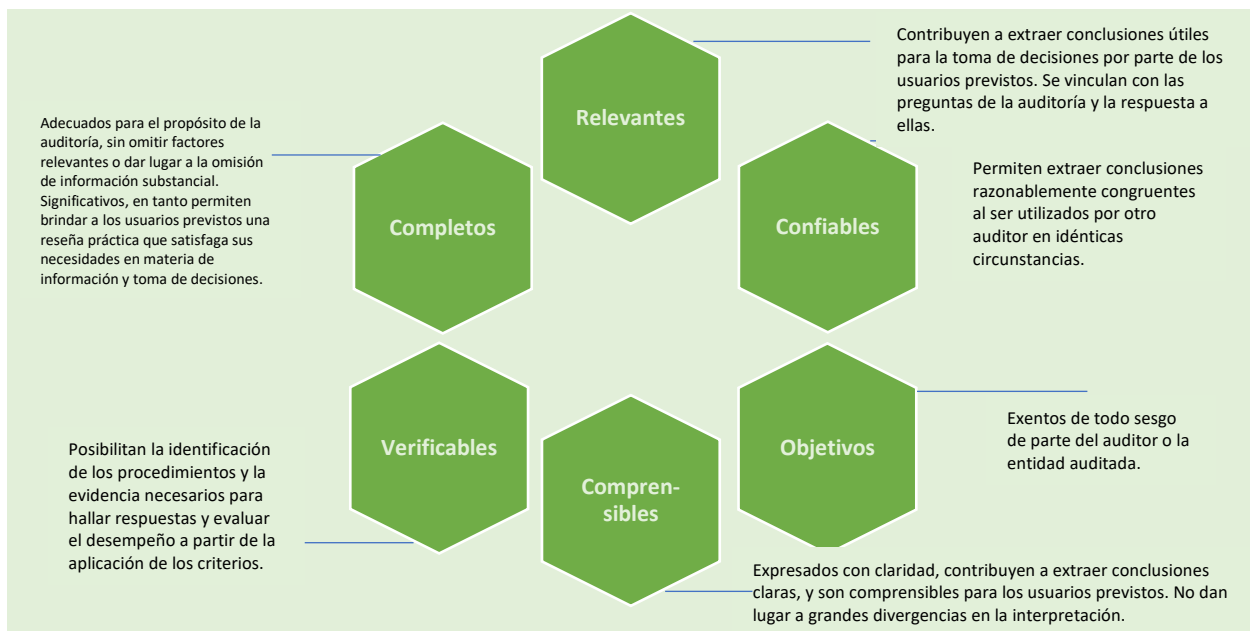 Relevantes
Contribuyen a extraer conclusiones útiles
para la toma de decisiones por parte de los
usuarios previstos. Se vinculan con las
preguntas de la auditoría y la respuesta a
ellas.
Confiables
Permiten extraer conclusiones
razonablemente congruentes
al ser utilizados por otro
auditor en idénticas
circunstancias.
Objetivos
Exentos de todo sesgo
de parte del auditor o la
entidad auditada.
Compren-
sibles
Expresados con claridad, contribuyen a extraer conclusiones
claras, y son comprensibles para los usuarios previstos. No dan
lugar a grandes divergencias en la interpretación.
Verificables
Posibilitan la identificación
de los procedimientos y la
evidencia necesarios para
hallar respuestas y evaluar
el desempeño a partir de la
aplicación de los criterios.
Completos
Adecuados para el propósito de la
auditoría, sin omitir factores
relevantes o dar lugar a la omisión
de información substancial.
Significativos, en tanto permiten
brindar a los usuarios previstos una
reseña práctica que satisfaga sus
necesidades en materia de
información y toma de decisiones.